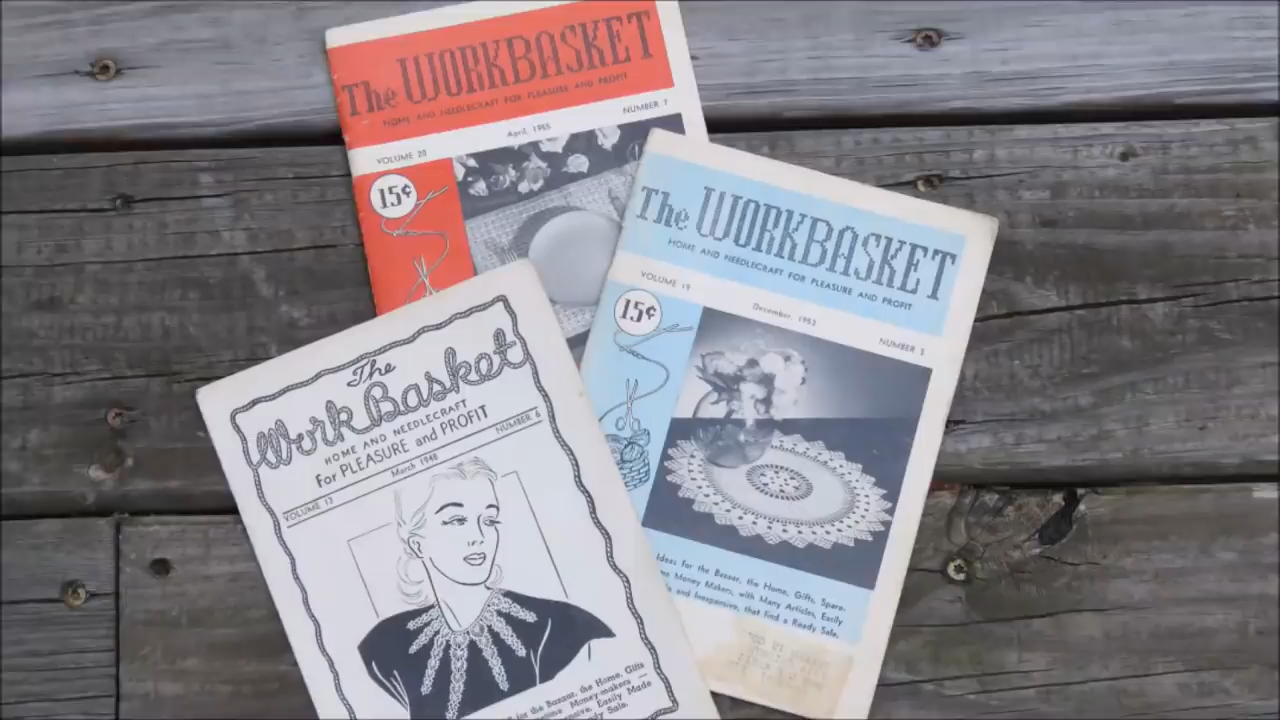 The WORKBASKET
HOME AND NEEDLECRAFT FOR PLEASURE AND PROFIT
VOLUME 20 April, 1955 NUMBER 7
15¢
The WORKBASKET
HOME AND NEEDLECRAFT FOR PLEASURE AND PROFIT
VOLUME 19 December, 1953 NUMBER 3
15¢
Ideas for the Bazaar, the Home, Gifts, Spare-
Money Makers, with Many Articles, Easily
and Inexpensive, that Find a Ready Sale.
The
WorkBasket
HOME AND NEEDLECRAFT
For PLEASURE and PROFIT
VOLUME 13 March 1948 NUMBER 6
for the Bazaar, the Home, Gifts
Money-makers —
Easily Made
Sale.